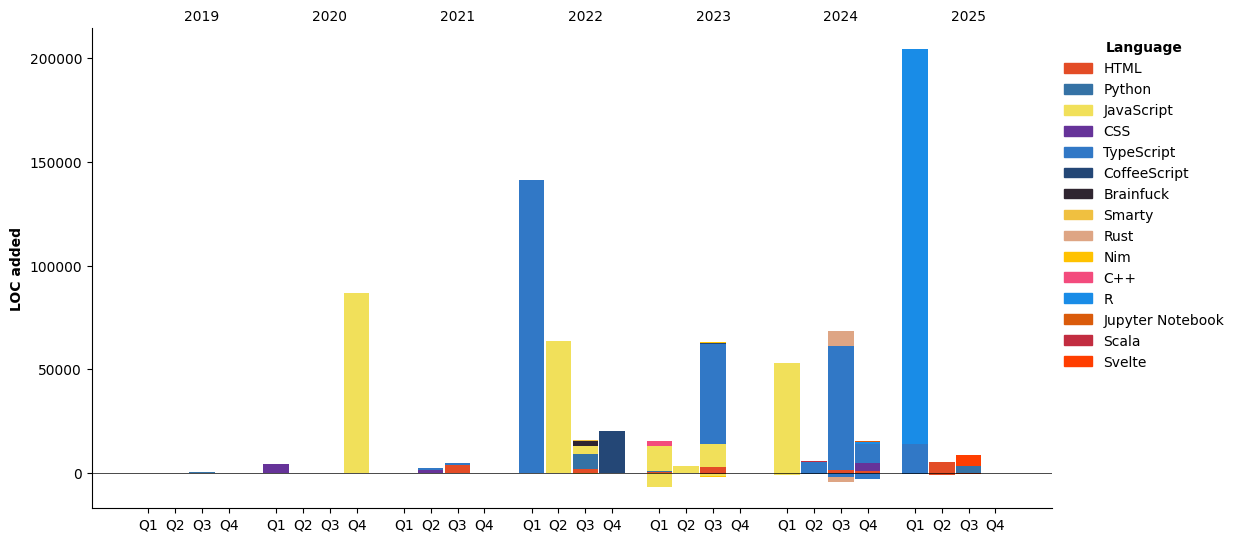 2019 2020 2021 2022 2023 2024 2025
LOC added
200000
150000
100000
50000
0
Q1 Q2 Q3 Q4 Q1 Q2 Q3 Q4 Q1 Q2 Q3 Q4 Q1 Q2 Q3 Q4 Q1 Q2 Q3 Q4 Q1 Q2 Q3 Q4 Q1 Q2 Q3 Q4
Language
HTML
Python
JavaScript
CSS
TypeScript
CoffeeScript
Brainfuck
Smarty
Rust
Nim
C++
R
Jupyter Notebook
Scala
Svelte